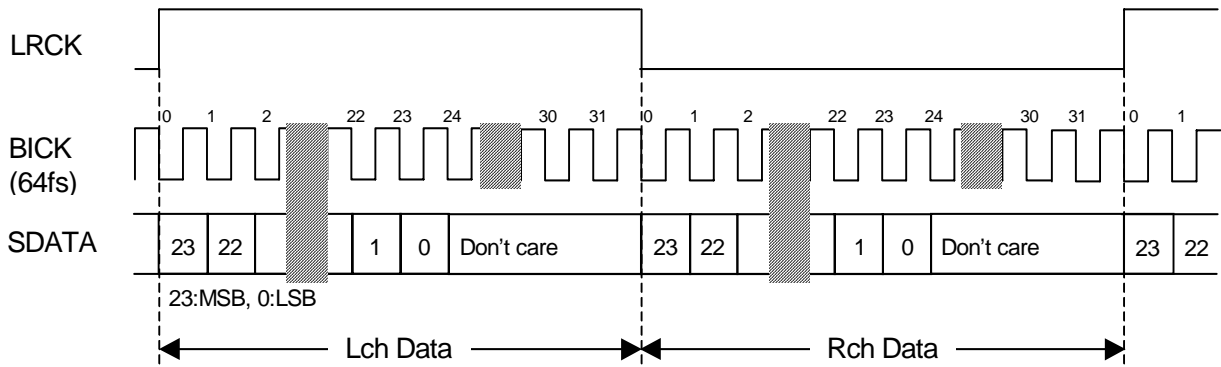 LRCK
0 1 2 22 23 24 30 31 0 1 2 22 23 24 30 31 0 1
BICK
(64fs)
SDATA 23 22 1 0 Don't care 23 22 1 0 Don't care 23 22
23:MSB, 0:LSB
Lch Data Rch Data